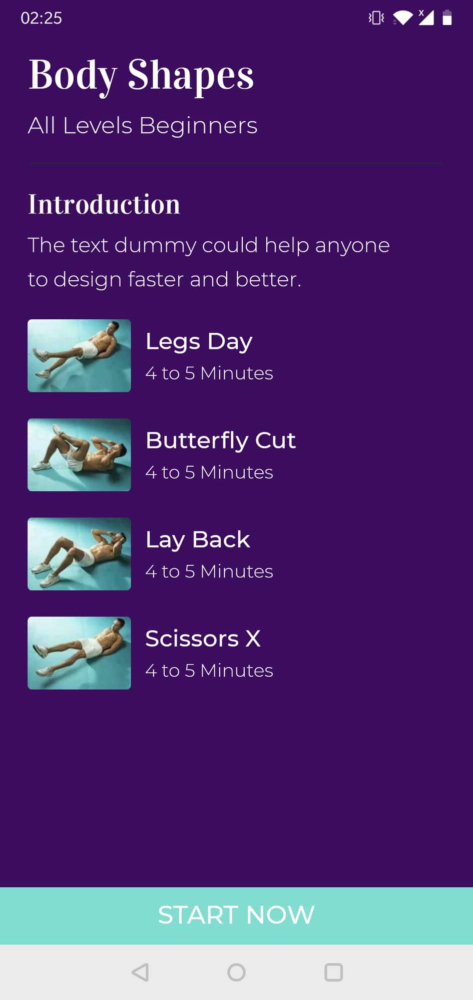 02:25
x
Body Shapes
All Levels Beginners
Introduction
The text dummy could help anyone
to design faster and better.
Legs Day
4 to 5 Minutes
Butterfly Cut
4 to 5 Minutes
Lay Back
4 to 5 Minutes
Scissors X
4 to 5 Minutes
START NOW